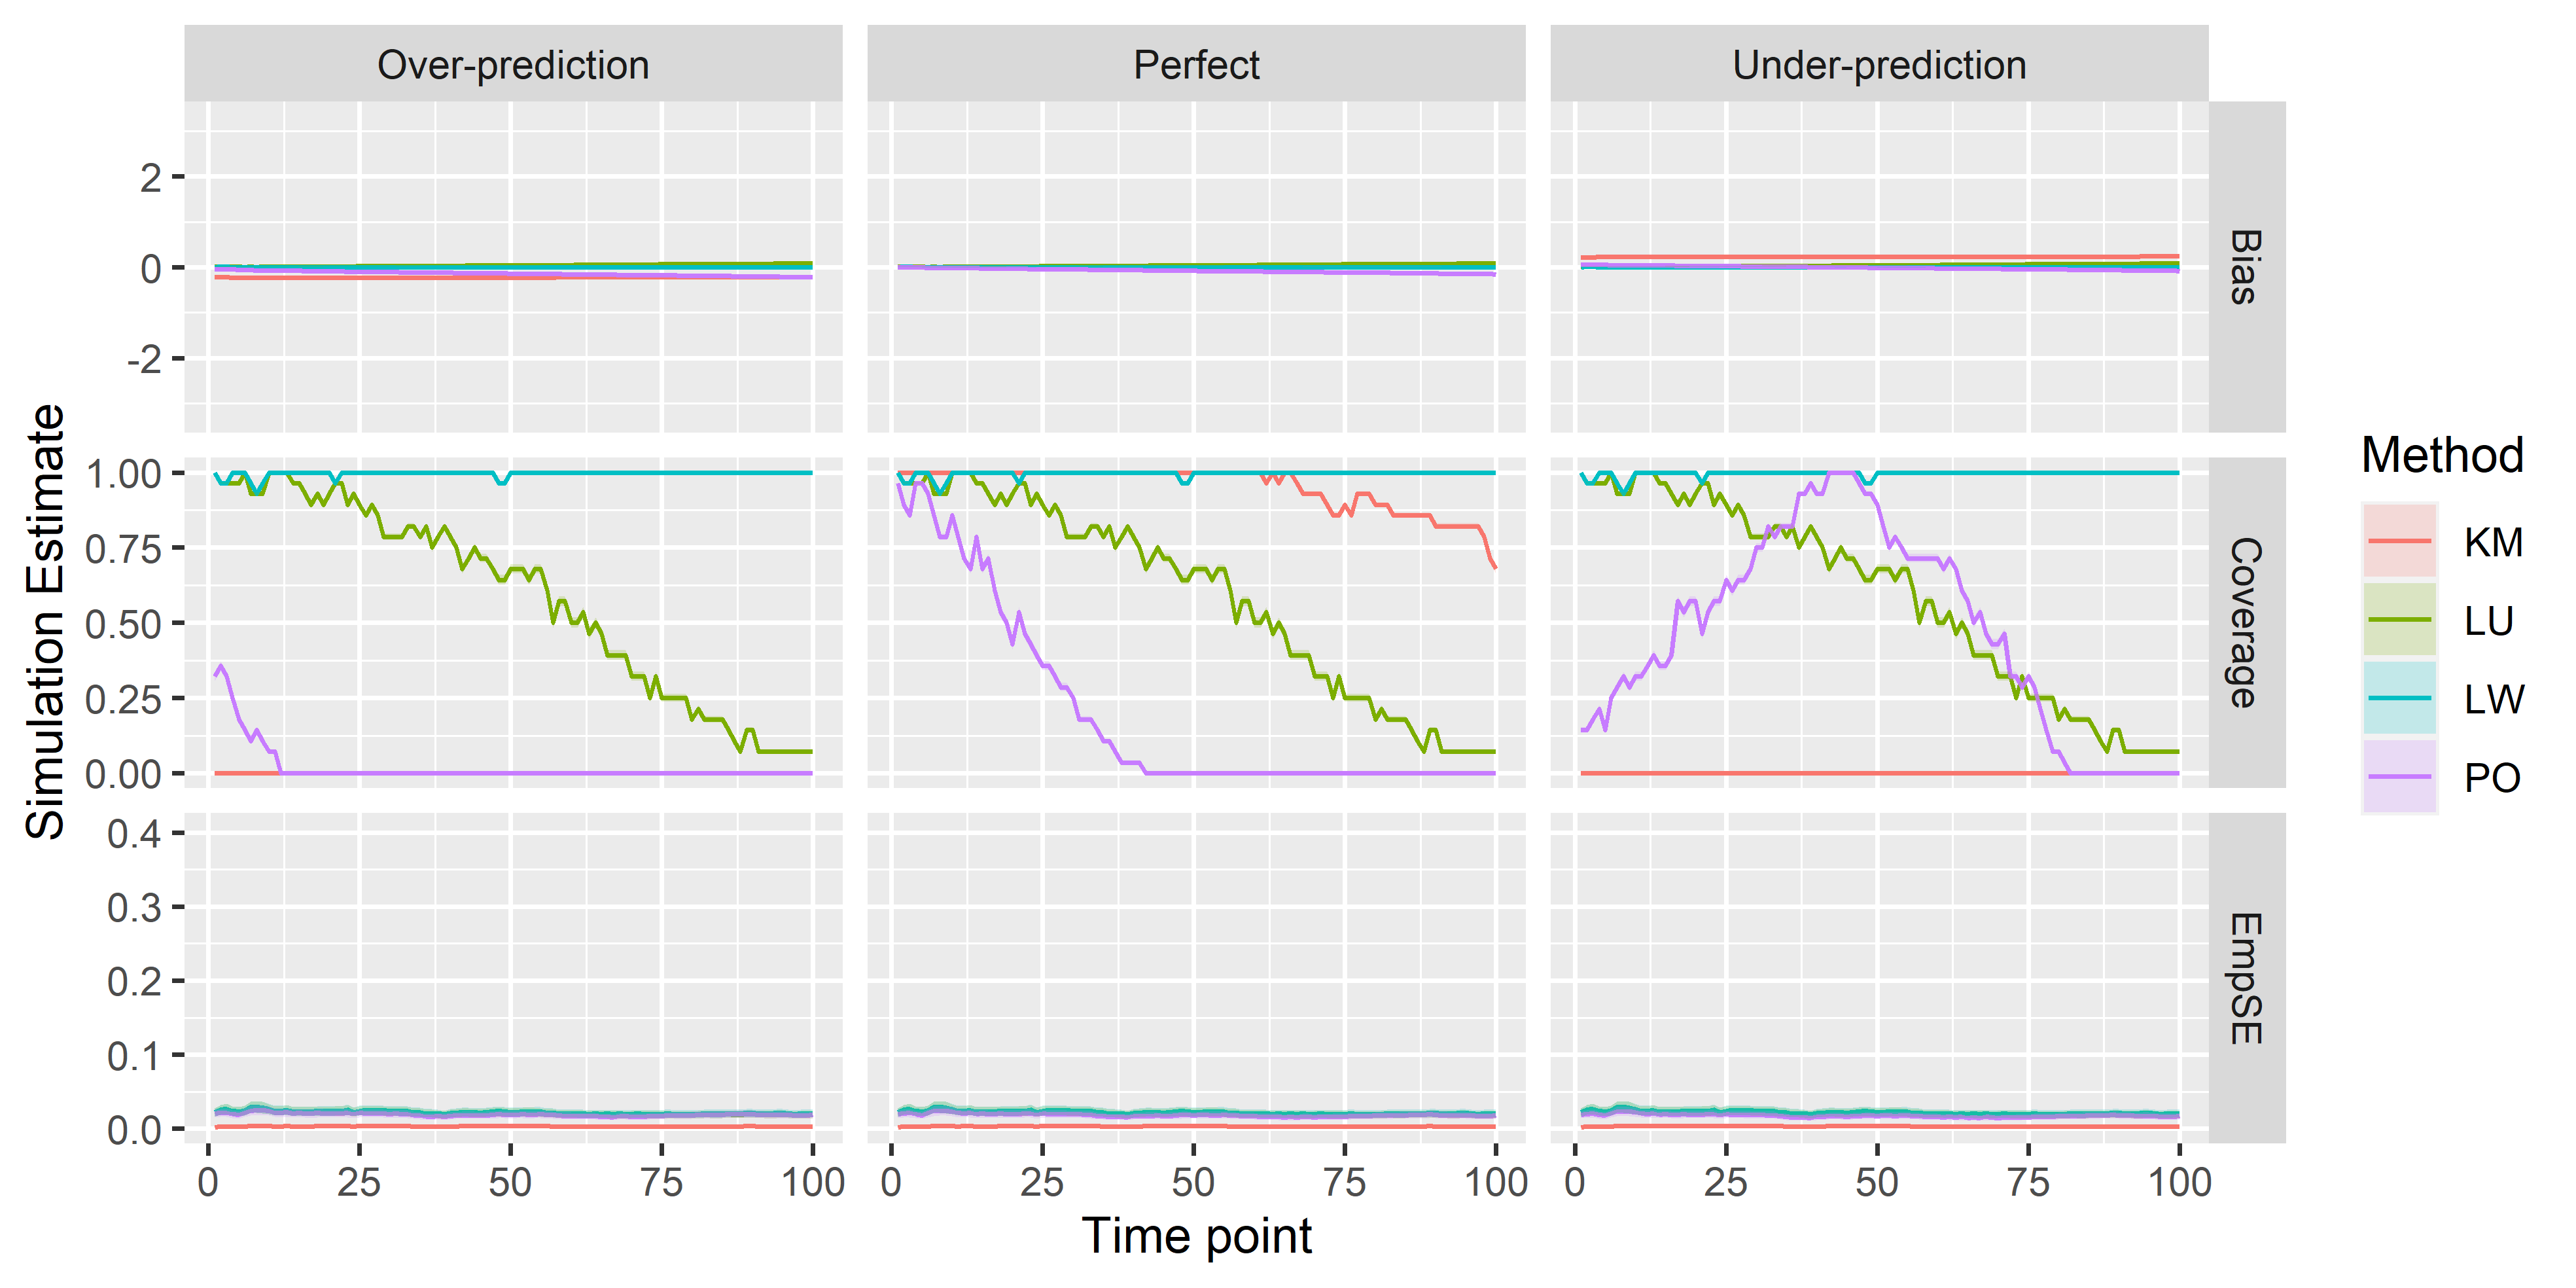 Over-prediction
Perfect
Under-prediction
2
0
-2
Bias
Simulation Estimate
1.00
0.75
0.50
0.25
0.00
Coverage
0.4
0.3
0.2
0.1
0.0
EmpSE
0 25 50 75 100
0 25 50 75 100
0 25 50 75 100
Time point
Method
KM
LU
LW
PO